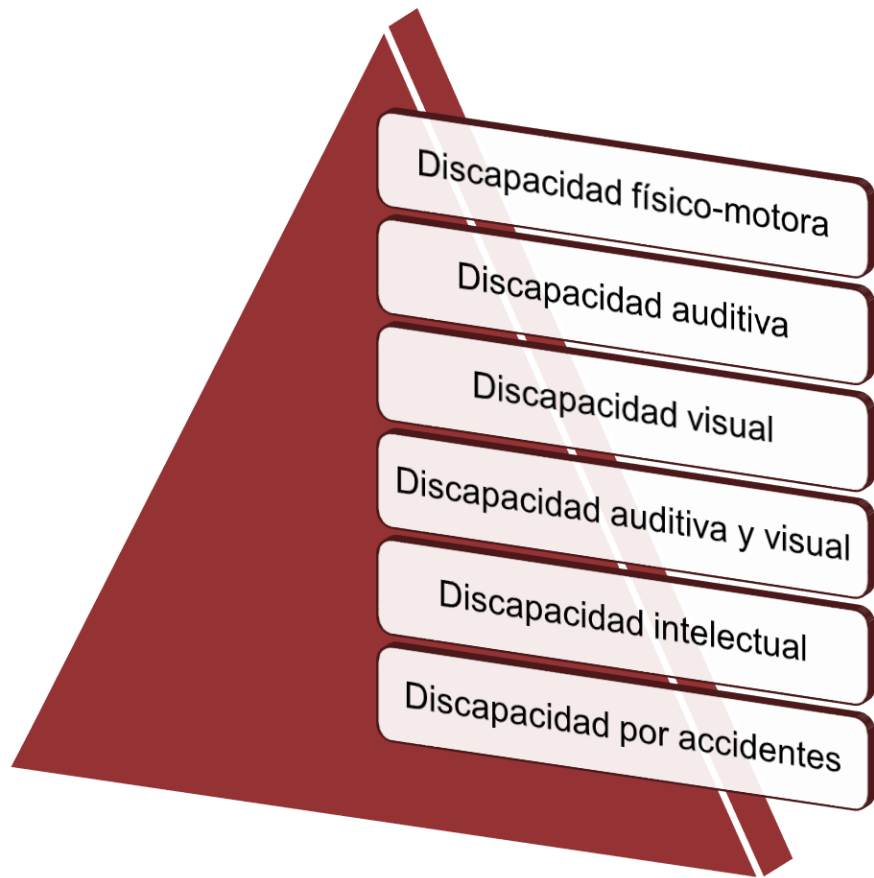 Discapacidad físico-motora
Discapacidad auditiva
Discapacidad visual
Discapacidad auditiva y visual
Discapacidad intelectual
Discapacidad por accidentes